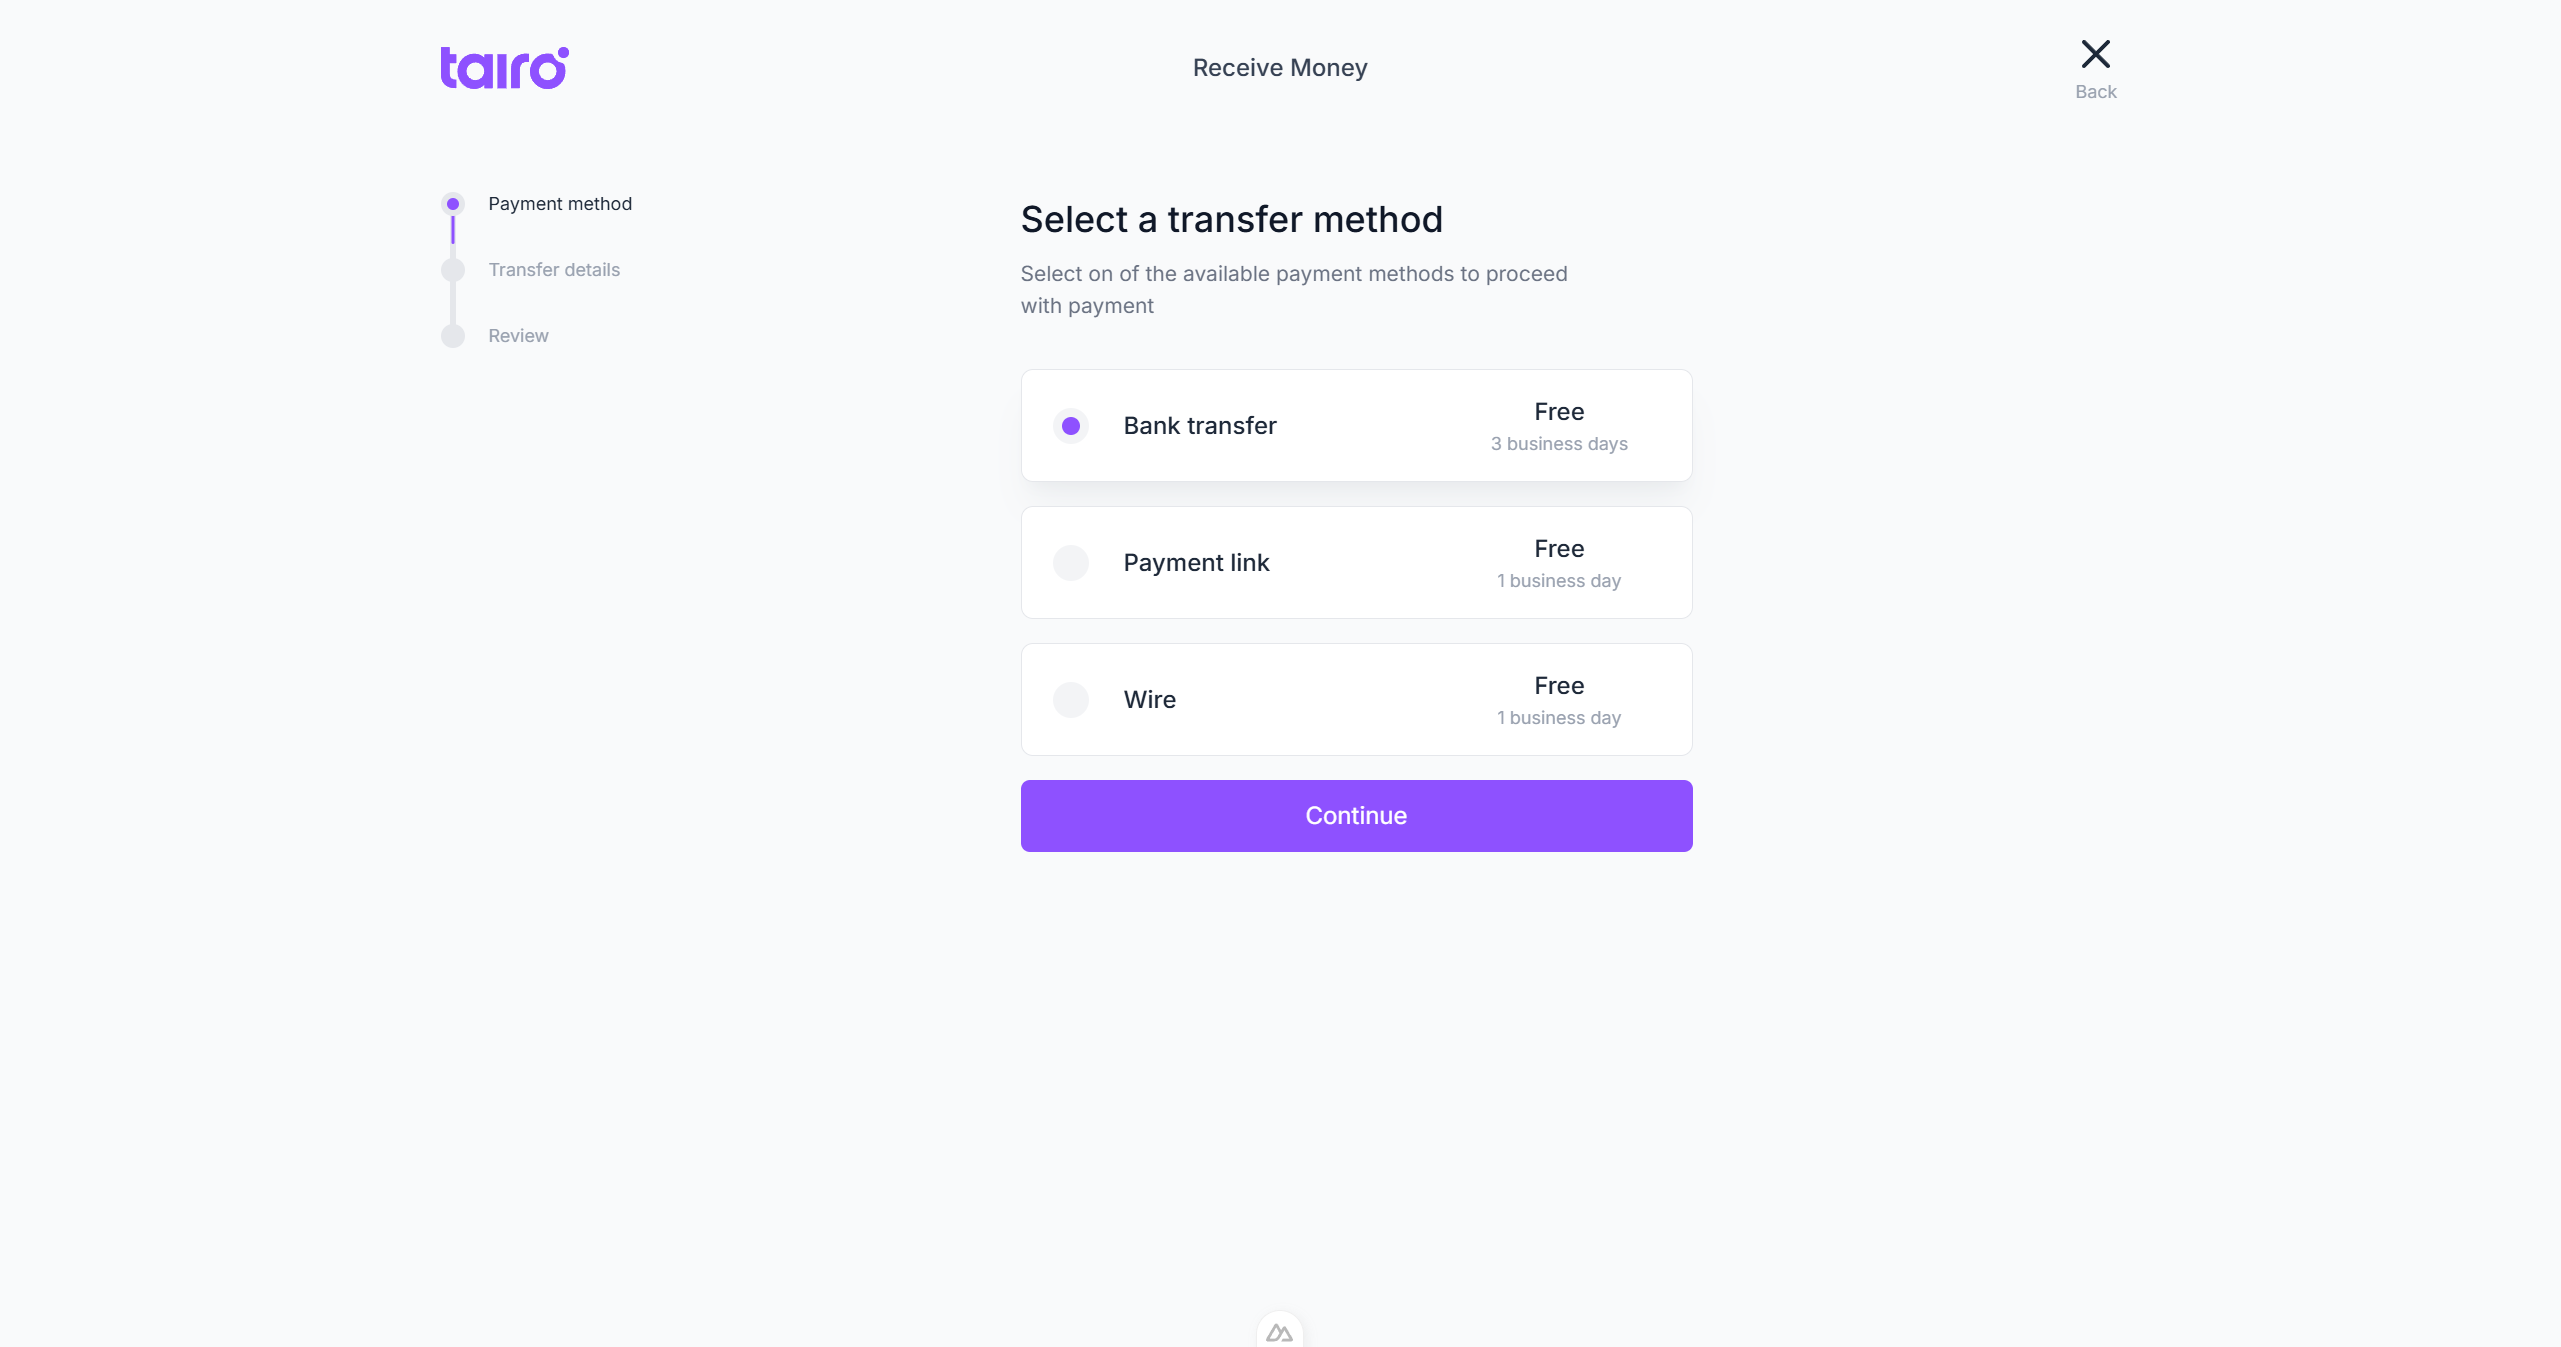 tairo
Receive Money
Back
Payment method
Transfer details
Review
Select a transfer method
Select on of the available payment methods to proceed
with payment
Bank transfer
Free
3 business days
Payment link
Free
1 business day
Wire
Free
1 business day
Continue